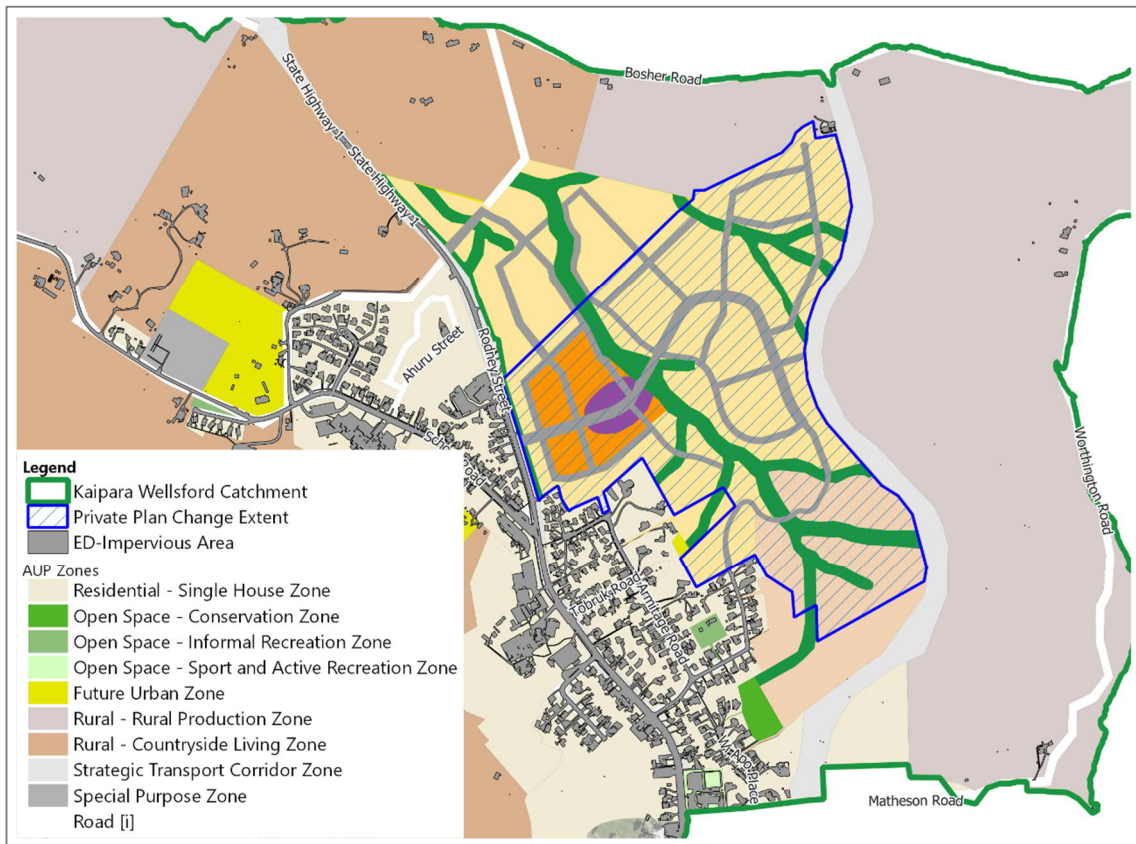 Bosher Road
State Highway 1
State Highway 1
Rodney Street
Ahuru Street
School Road
Worthington Road
Tobruk Road
Armitage Road
Place
Matheson Road
Legend
Kaipara Wellsford Catchment
Private Plan Change Extent
ED-Impervious Area
AUP Zones
Residential - Single House Zone
Open Space - Conservation Zone
Open Space - Informal Recreation Zone
Open Space - Sport and Active Recreation Zone
Future Urban Zone
Rural - Rural Production Zone
Rural - Countryside Living Zone
Strategic Transport Corridor Zone
Special Purpose Zone
Road [i]